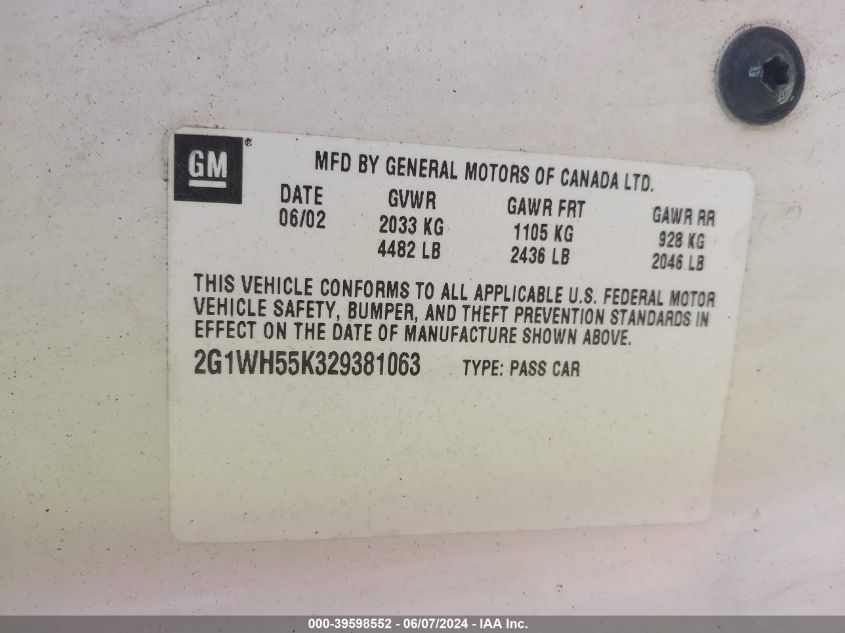 GM®
MFD BY GENERAL MOTORS OF CANADA LTD.
DATE GVWR GAWR FRT GAWR RR
06/02 2033 KG 1105 KG 928 KG
4482 LB 2436 LB 2046 LB
THIS VEHICLE CONFORMS TO ALL APPLICABLE U.S. FEDERAL MOTOR
VEHICLE SAFETY, BUMPER, AND THEFT PREVENTION STANDARDS IN
EFFECT ON THE DATE OF MANUFACTURE SHOWN ABOVE.
2G1WH55K329381063 TYPE: PASS CAR
000-39598552 - 06/07/2024 - IAA Inc.